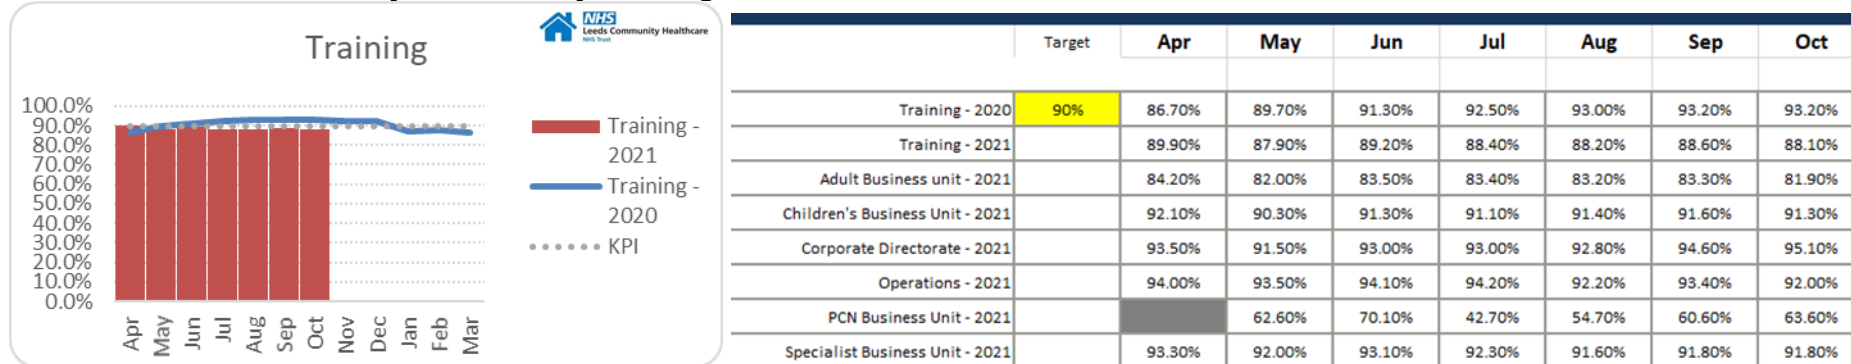 Training
NHS
Leeds Community Healthcare
NHS Trust
100.0%
90.0%
80.0%
70.0%
60.0%
50.0%
40.0%
30.0%
20.0%
10.0%
0.0%
Apr May Jun Jul Aug Sep Oct Nov Dec Jan Feb Mar
Training -
2021
Training -
2020
KPI
Target Apr May Jun Jul Aug Sep Oct
Training - 2020 90% 86.70% 89.70% 91.30% 92.50% 93.00% 93.20% 93.20%
Training - 2021 89.90% 87.90% 89.20% 88.40% 88.20% 88.60% 88.10%
Adult Business unit - 2021 84.20% 82.00% 83.50% 83.40% 83.20% 83.30% 81.90%
Children's Business Unit - 2021 92.10% 90.30% 91.30% 91.10% 91.40% 91.60% 91.30%
Corporate Directorate - 2021 93.50% 91.50% 93.00% 93.00% 92.80% 94.60% 95.10%
Operations - 2021 94.00% 93.50% 94.10% 94.20% 92.20% 93.40% 92.00%
PCN Business Unit - 2021 62.60% 70.10% 42.70% 54.70% 60.60% 63.60%
Specialist Business Unit - 2021 93.30% 92.00% 93.10% 92.30% 91.60% 91.80% 91.80%